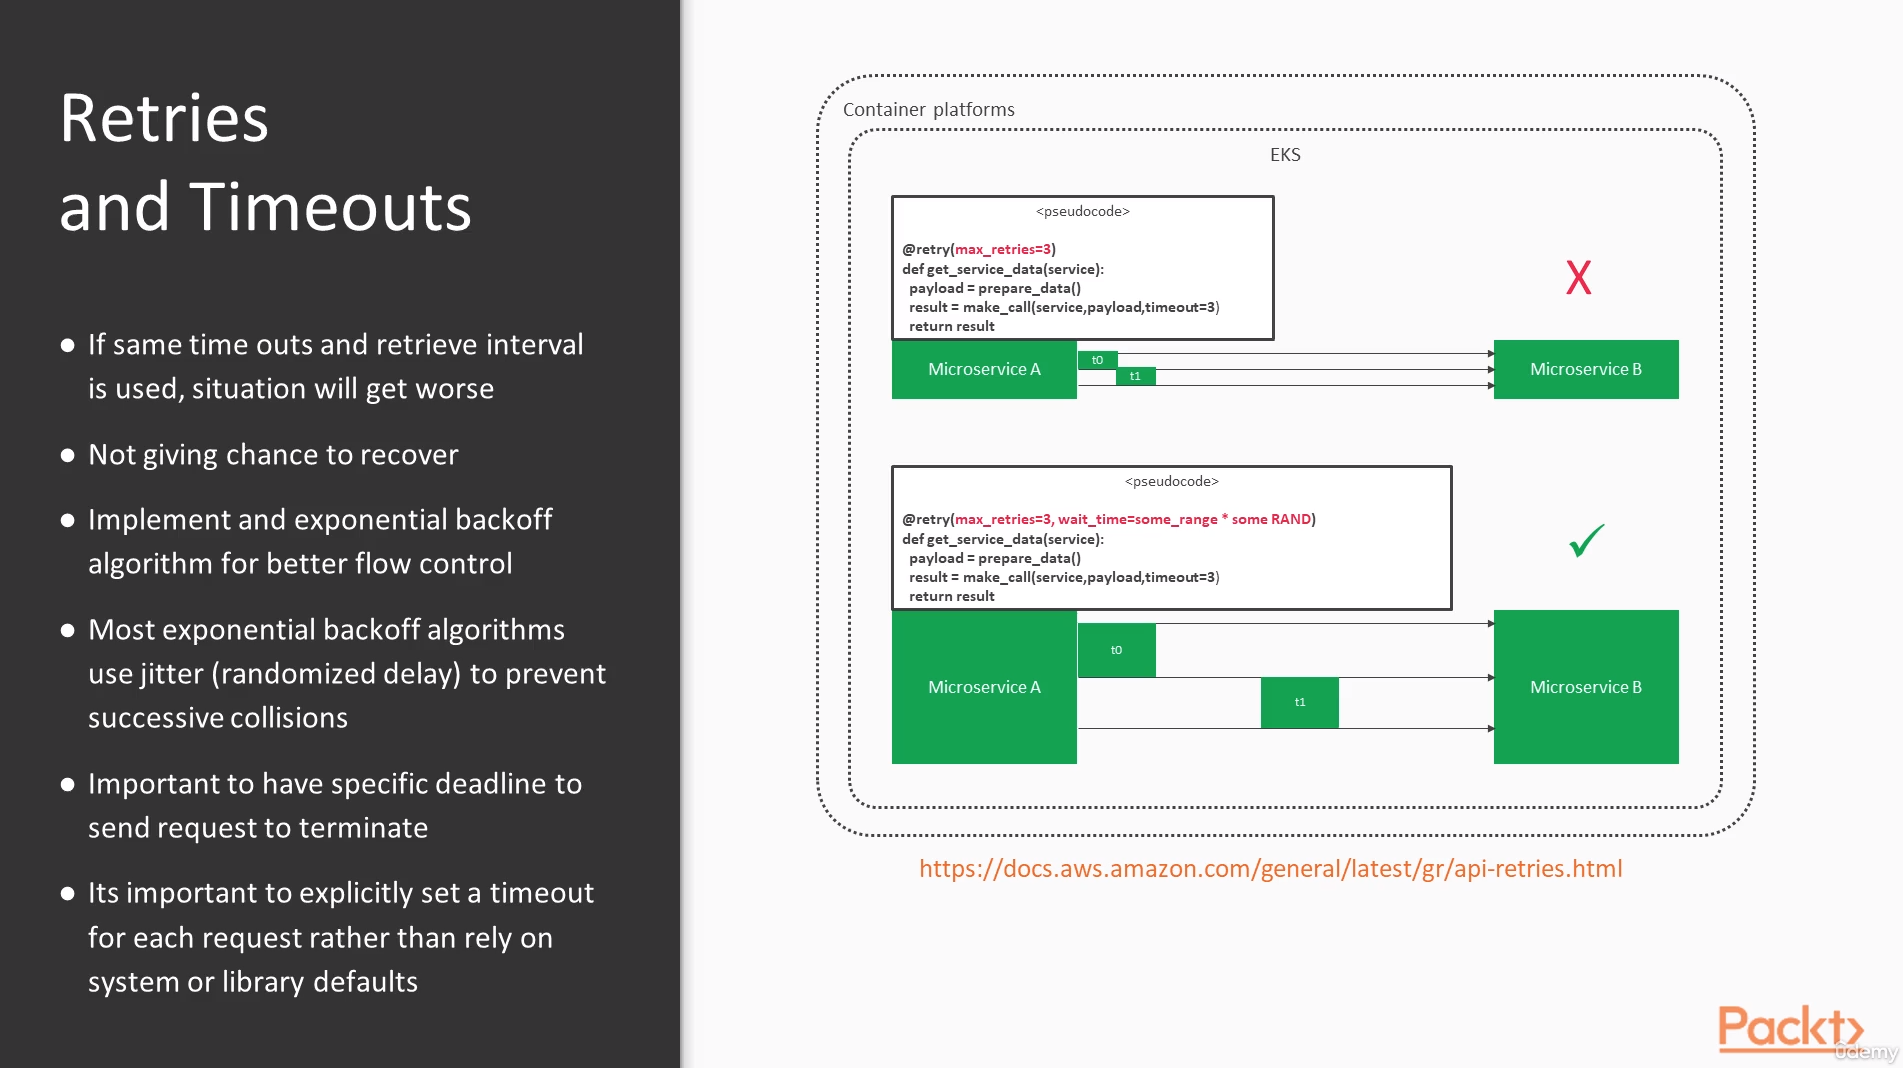 Retries
and Timeouts
● If same time outs and retrieve interval
is used, situation will get worse
● Not giving chance to recover
● Implement and exponential backoff
algorithm for better flow control
● Most exponential backoff algorithms
use jitter (randomized delay) to prevent
successive collisions
● Important to have specific deadline to
send request to terminate
● Its important to explicitly set a timeout
for each request rather than rely on
system or library defaults
Container platforms
EKS
<pseudocode>
@retry(max_retries=3)
def get_service_data(service):
payload = prepare_data()
result = make_call(service,payload,timeout=3)
return result
X
Microservice A
t0
t1
Microservice B
<pseudocode>
@retry(max_retries=3, wait_time=some_range * some RAND)
def get_service_data(service):
payload = prepare_data()
result = make_call(service,payload,timeout=3)
return result
✓
Microservice A
t0
t1
Microservice B
https://docs.aws.amazon.com/general/latest/gr/api-retries.html
Packt>
ûdemy